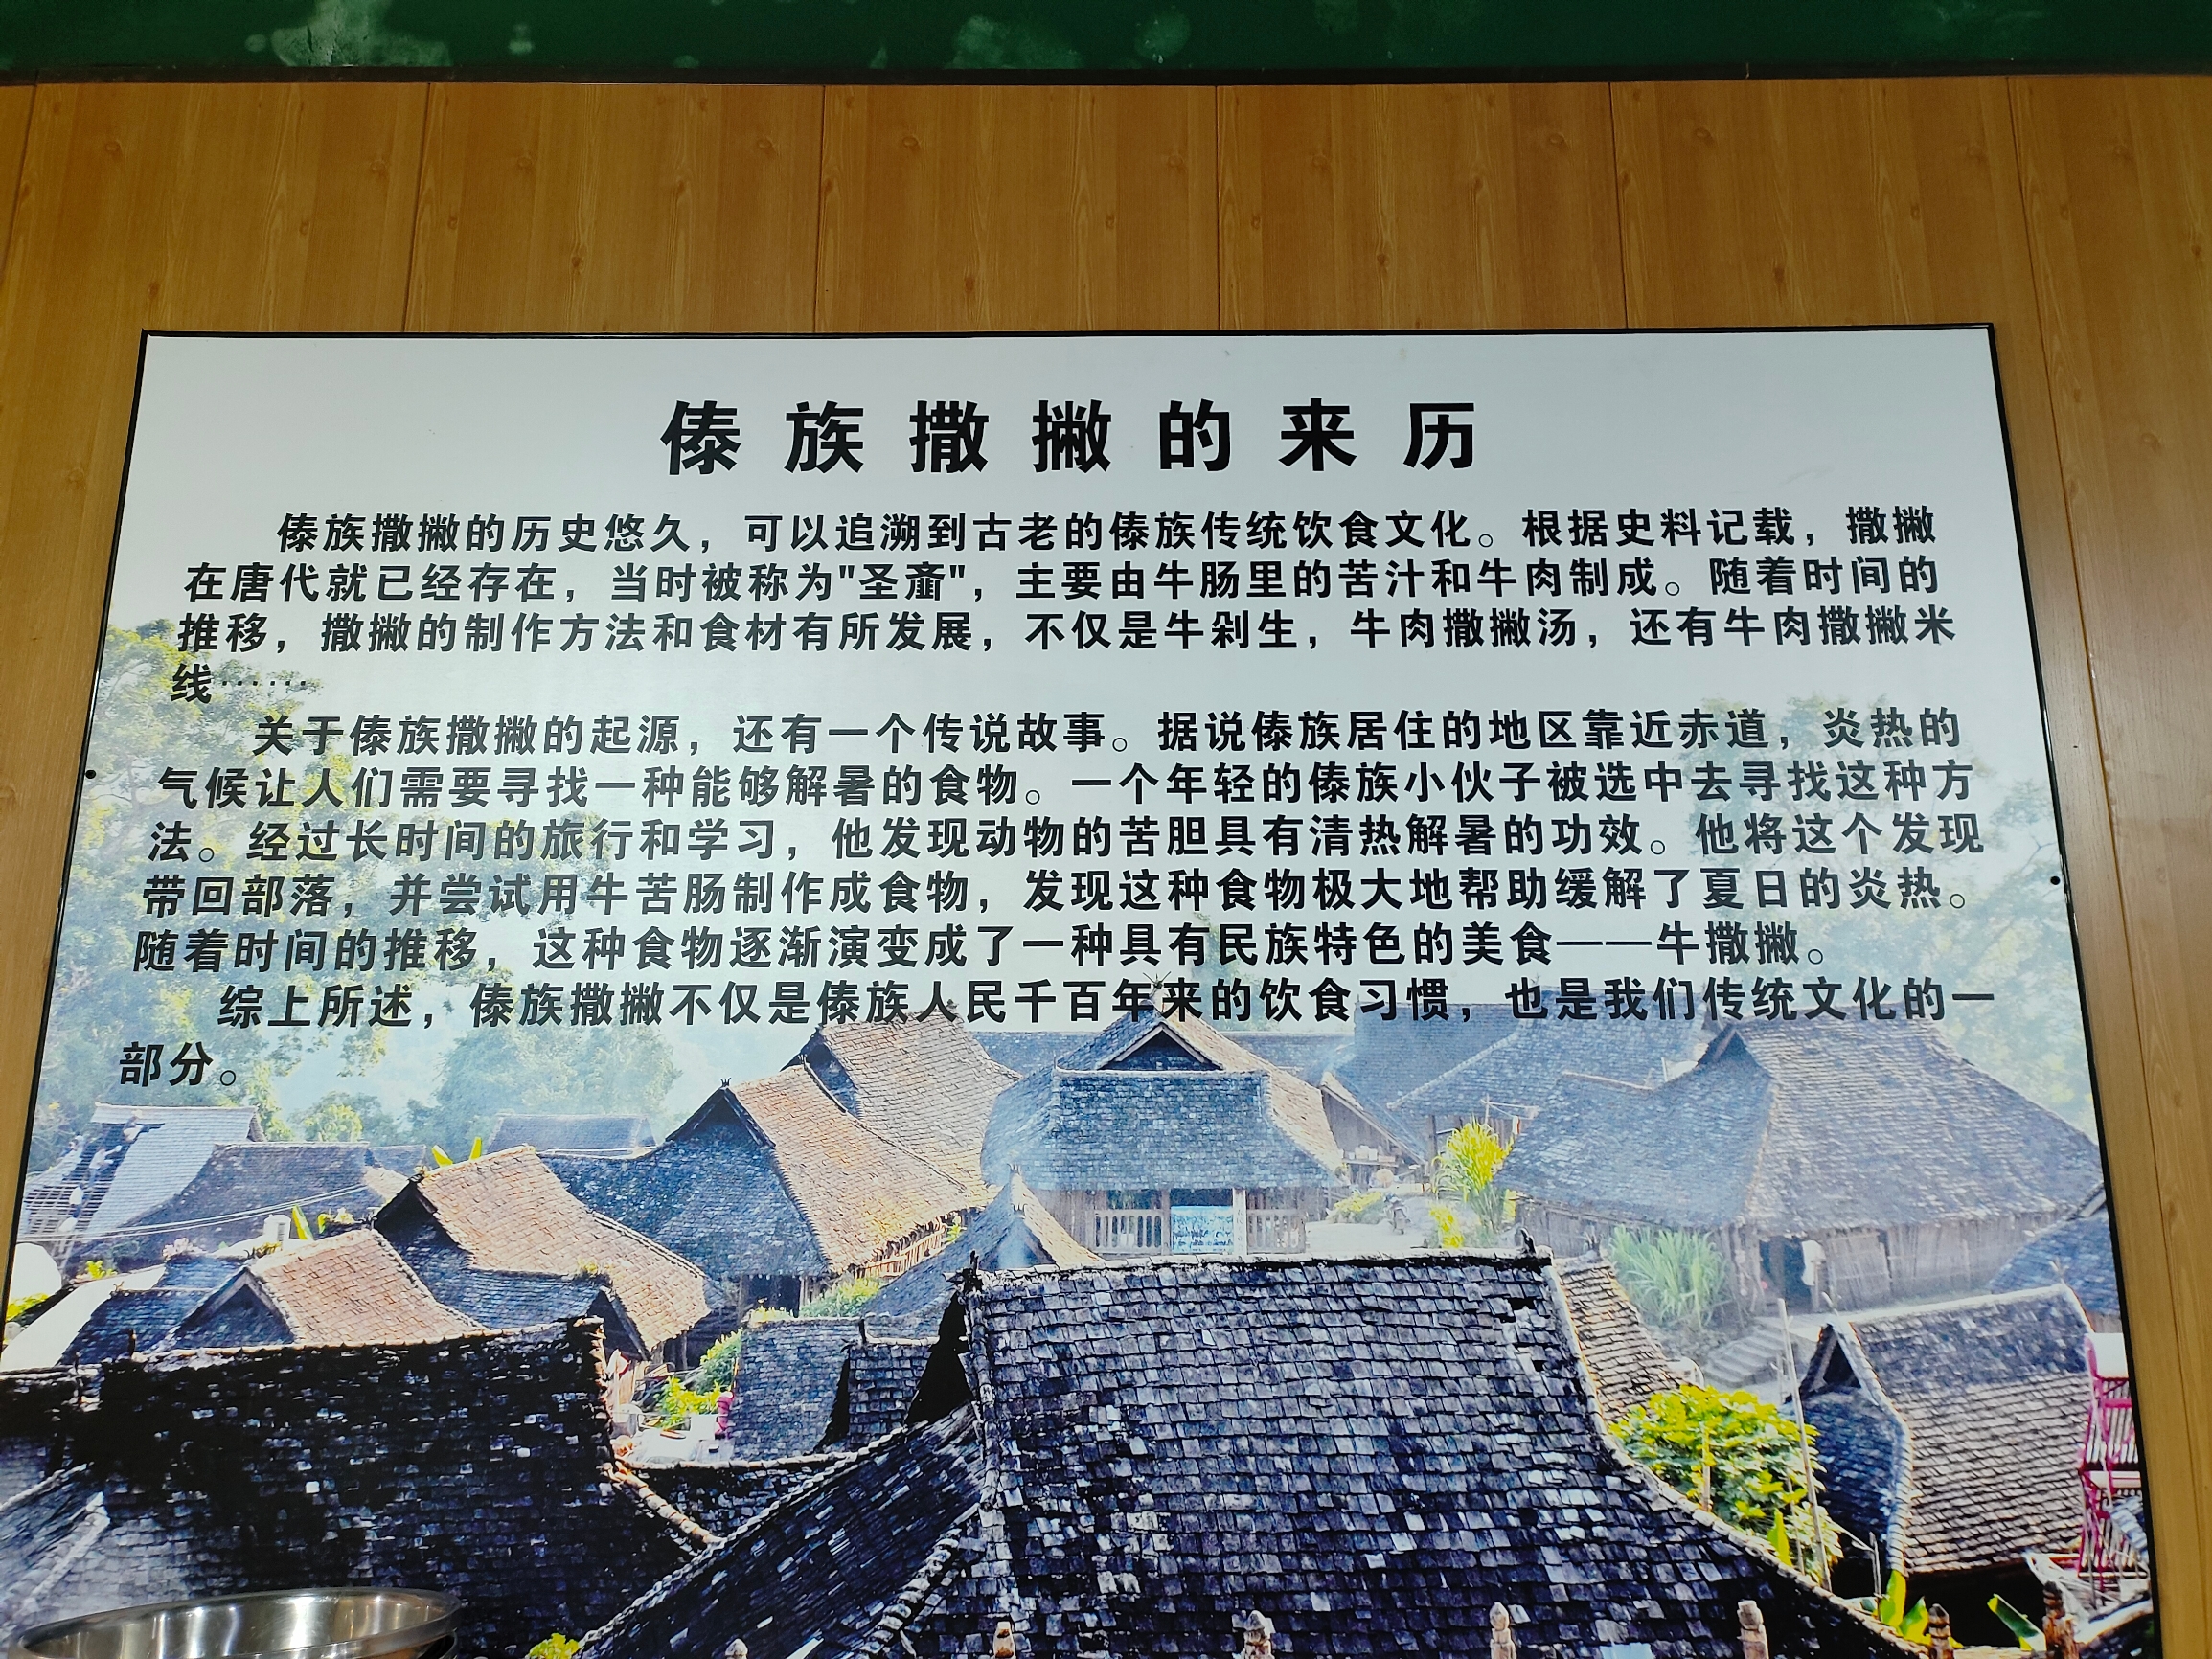 傣族撒撇的来历
傣族撒撇的历史悠久，可以追溯到古老的傣族传统饮食文化。根据史料记载，撒撇
在唐代就已经存在，当时被称为"圣齑"，主要由牛肠里的苦汁和牛肉制成。随着时间的
推移，撒撇的制作方法和食材有所发展，不仅是牛剁生，牛肉撒撇汤，还有牛肉撒撇米
线……
关于傣族撒撇的起源，还有一个传说故事。据说傣族居住的地区靠近赤道，炎热的
气候让人们需要寻找一种能够解暑的食物。一个年轻的傣族小伙子被选中去寻找这种方
法。经过长时间的旅行和学习，他发现动物的苦胆具有清热解暑的功效。他将这个发现
带回部落，并尝试用牛苦肠制作成食物，发现这种食物极大地帮助缓解了夏日的炎热。
随着时间的推移，这种食物逐渐演变成了一种具有民族特色的美食——牛撒撇。
综上所述，傣族撒撇不仅是傣族人民千百年来的饮食习惯，也是我们传统文化的一
部分。